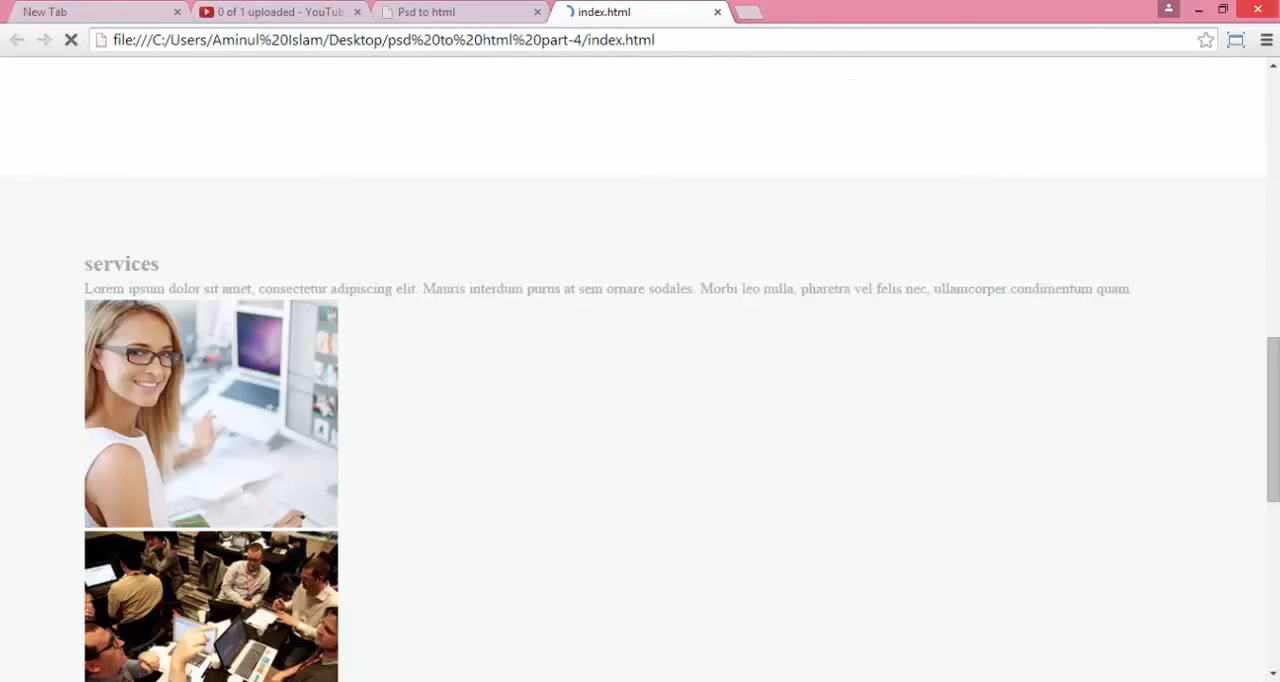 New Tab
0 of 1 uploaded - YouTub
Psd to html
index.html
file:///C:/Users/Aminul%20Islam/Desktop/psd%20to%20html%20part-4/index.html
services
Lorem ipsum dolor sit amet, consectetur adipiscing elit. Mauris interdum purus at sem ornare sodales. Morbi leo nulla, pharetra vel felis nec, ullamcorper condimentum quam.